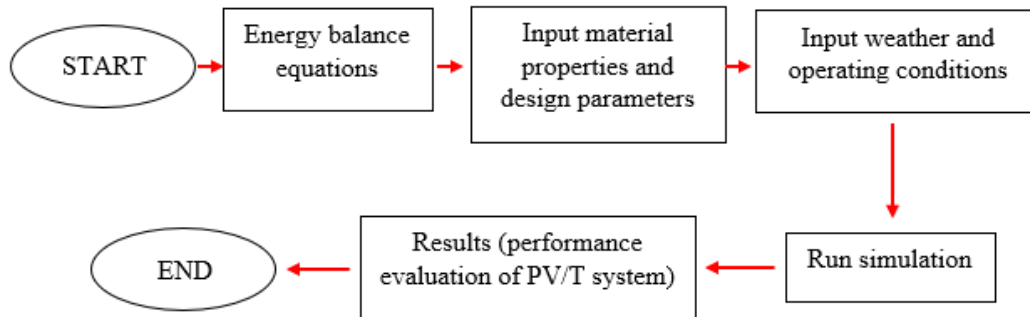 START
Energy balance
equations
Input material
properties and
design parameters
Input weather and
operating conditions
Run simulation
Results (performance
evaluation of PV/T system)
END